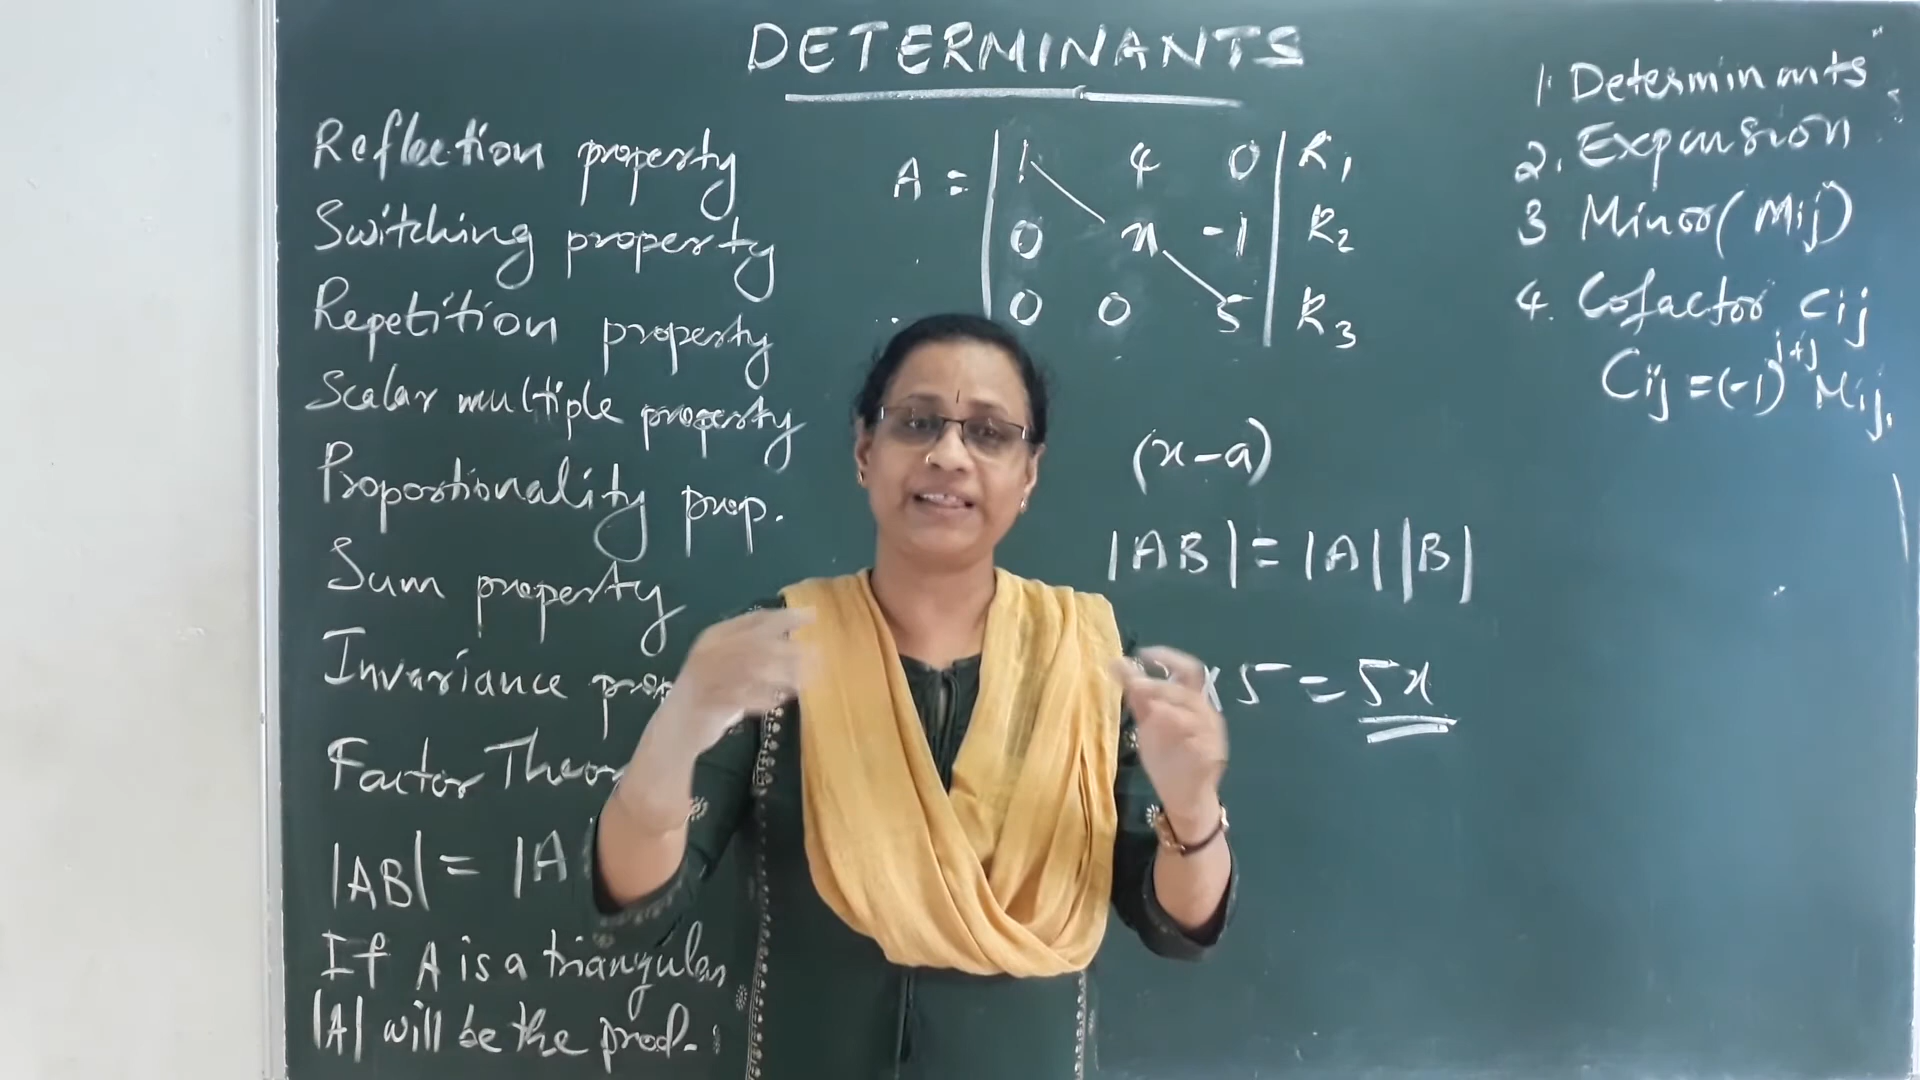 DETERMINANTS
Reflection property
Switching property
Repetition property
Scalar multiple property
Proportionality prop.
Sum property
Invariance prop
Factor Theor
|AB| = |A
If A is a triangular
|A| will be the prod-
A = | 1 4 0 | R1
0 x -1 | R2
0 0 5 | R3
(x-a)
|AB| = |A| |B|
x 5 = 5x
1. Determinants
2. Expansion
3 Minor (Mij)
4. Cofactor Cij
Cij = (-1)^i+j Mij.